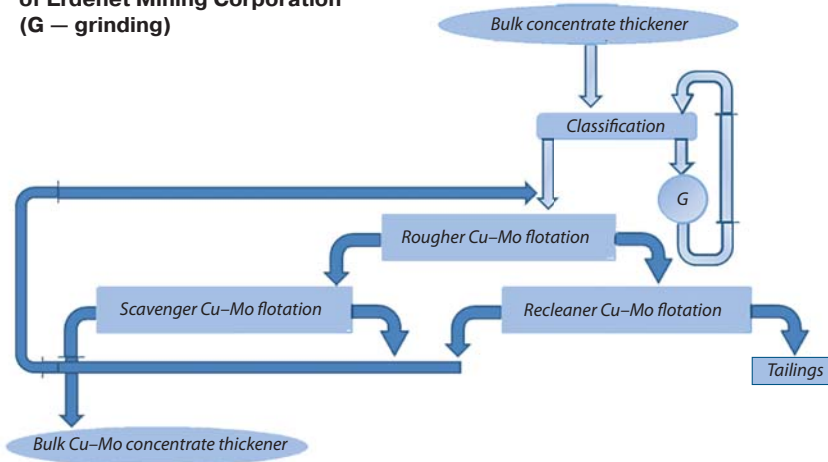 of Erdenet Mining Corporation
(G — grinding)
Bulk concentrate thickener
Classification
G
Rougher Cu–Mo flotation
Scavenger Cu–Mo flotation
Recleaner Cu–Mo flotation
Tailings
Bulk Cu–Mo concentrate thickener